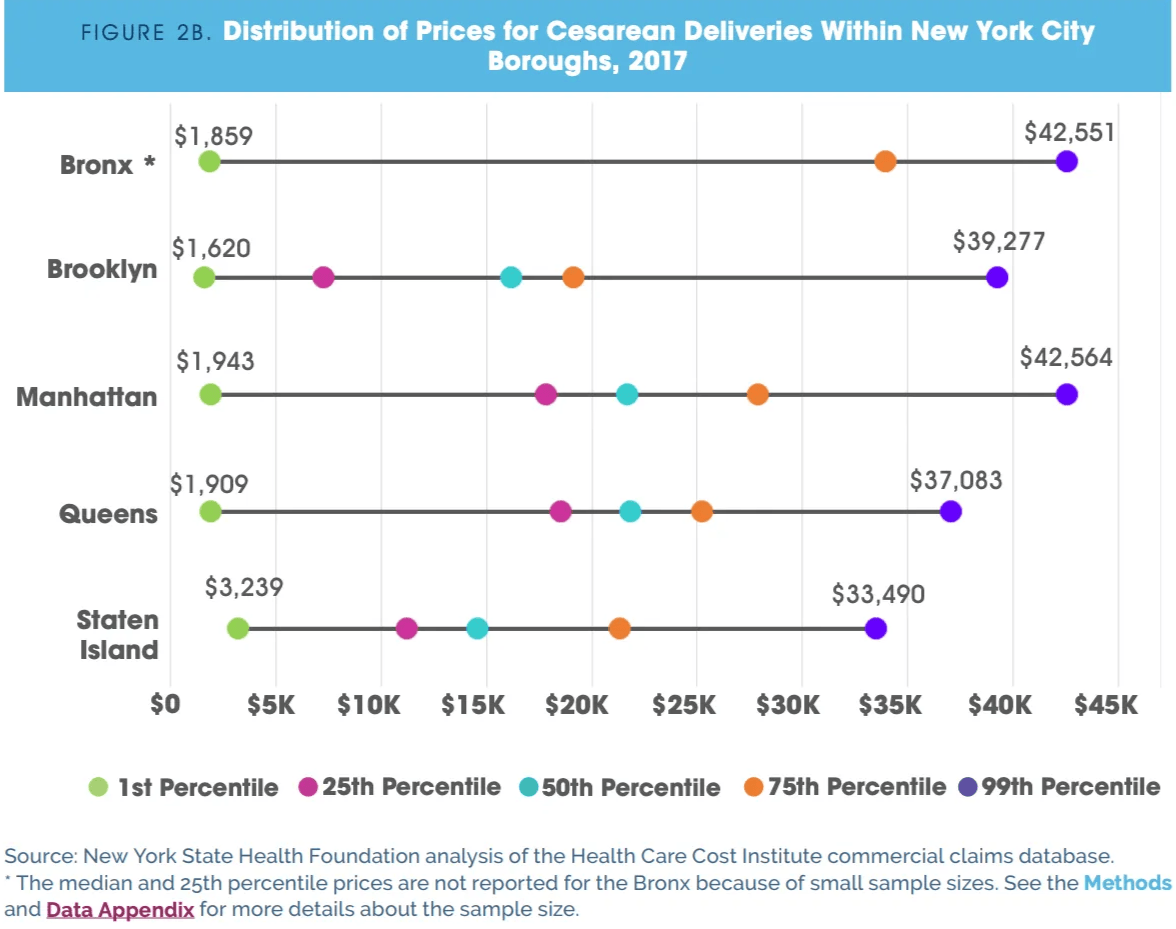 FIGURE 2B. Distribution of Prices for Cesarean Deliveries Within New York City
Boroughs, 2017
$1,859
$42,551
Bronx *
$1,620
$39,277
Brooklyn
$1,943
$42,564
Manhattan
$1,909
$37,083
Queens
$3,239
$33,490
Staten
Island
$0 $5K $10K $15K $20K $25K $30K $35K $40K $45K
1st Percentile 25th Percentile 50th Percentile 75th Percentile 99th Percentile
Source: New York State Health Foundation analysis of the Health Care Cost Institute commercial claims database.
* The median and 25th percentile prices are not reported for the Bronx because of small sample sizes. See the Methods
and Data Appendix for more details about the sample size.